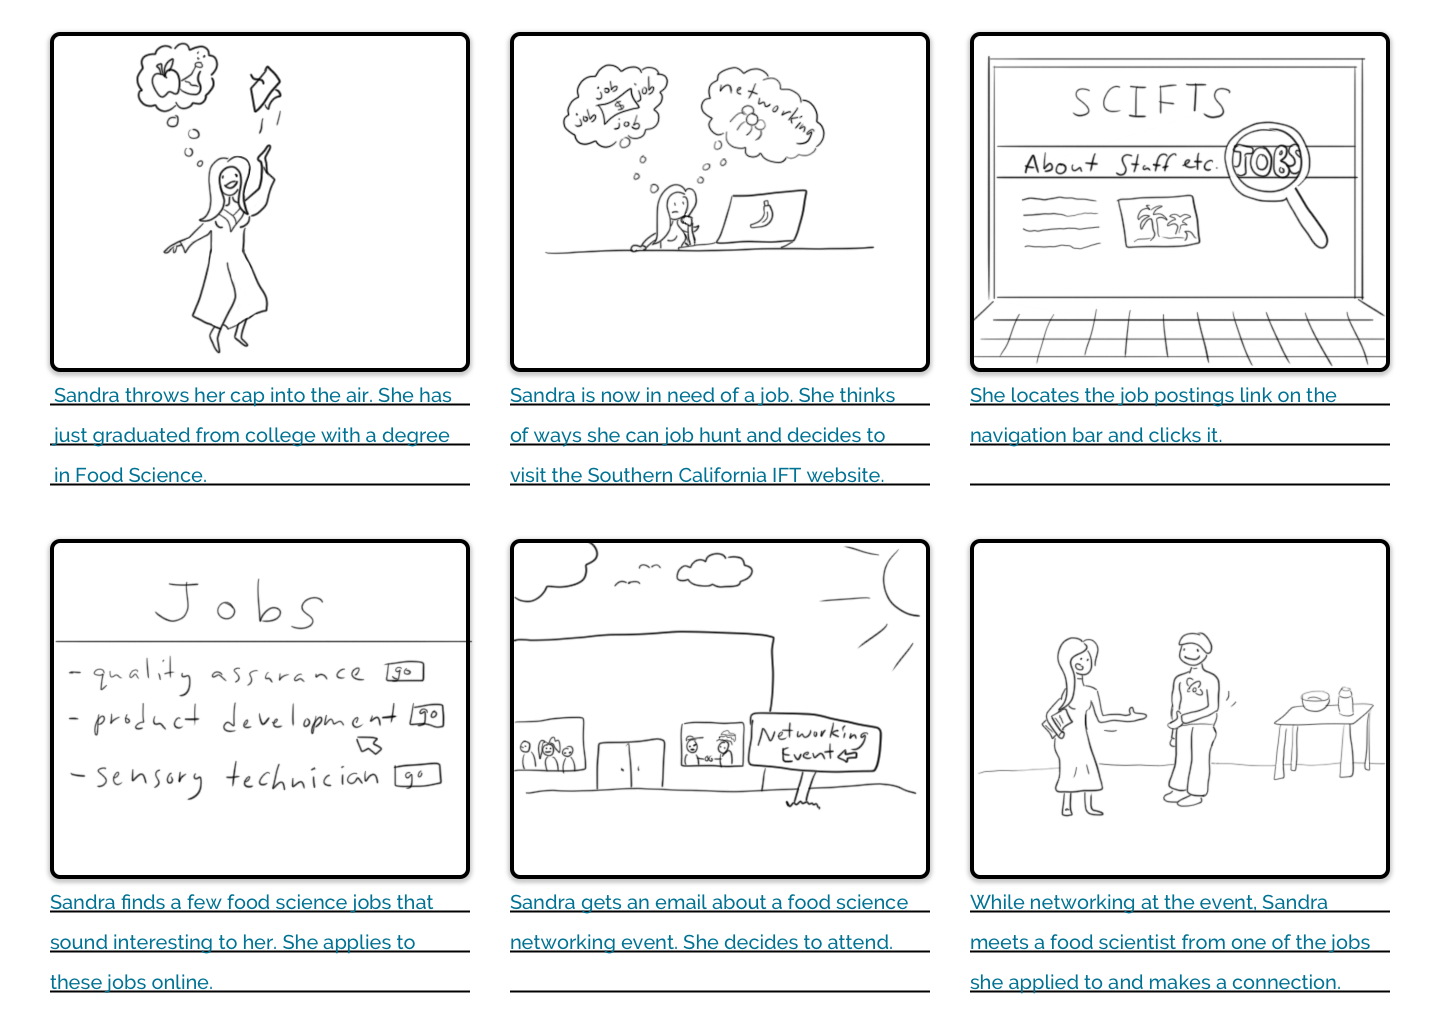 Sandra throws her cap into the air. She has
just graduated from college with a degree
in Food Science.
job
job
$
job
job
networking
Sandra is now in need of a job. She thinks
of ways she can job hunt and decides to
visit the Southern California IFT website.
SCIFTS
About Staff etc. JOBS
She locates the job postings link on the
navigation bar and clicks it.
Jobs
- quality assurance go
- product development go
- sensory technician go
Sandra finds a few food science jobs that
sound interesting to her. She applies to
these jobs online.
Networking
Event
Sandra gets an email about a food science
networking event. She decides to attend.
While networking at the event, Sandra
meets a food scientist from one of the jobs
she applied to and makes a connection.